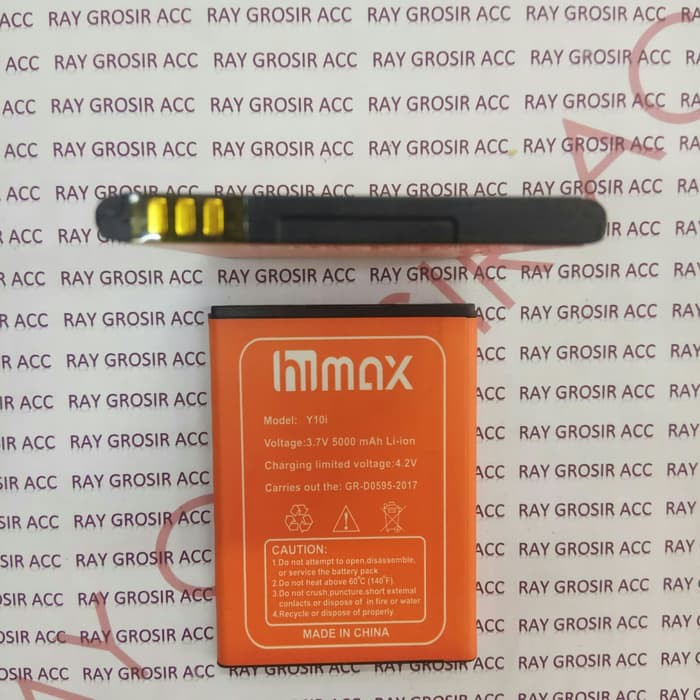 RAY GROSIR ACC
hmmax
Model: Y10i
Voltage:3.7V 5000 mAh Li-ion
Charging limited voltage:4.2V
Carries out the: GR-D0595-2017
CAUTION:
1.Do not attempt to open,disassemble,
or service the battery pack
2.Do not heat above 60°C (140°F).
3.Do not crush,puncture,short external
contacts or dispose of in fire or water
4.Recycle or dispose of properly.
MADE IN CHINA